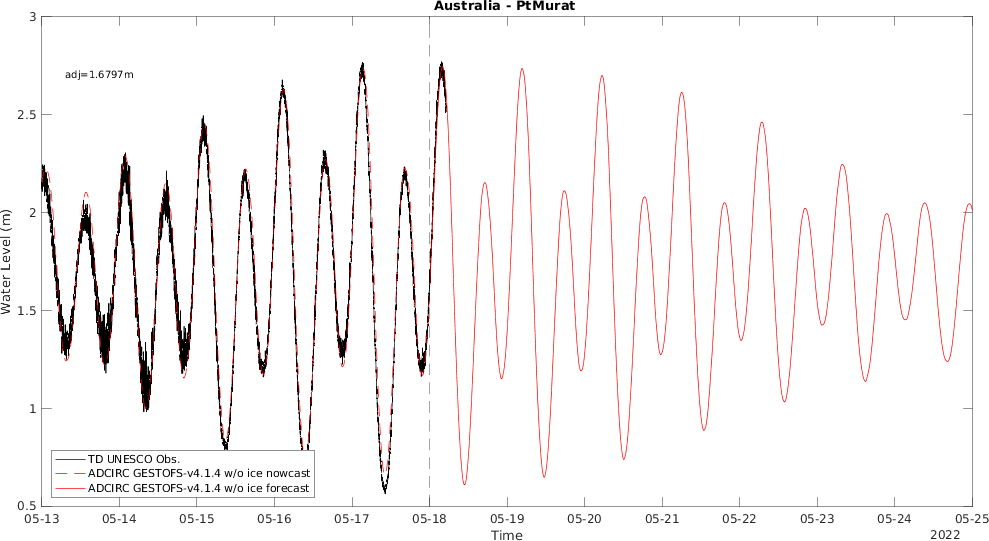 Australia - PtMurat
3
adj=1.6797m
2.5
2
Water Level (m)
1.5
1
TD UNESCO Obs.
ADCIRC GESTOFS-v4.1.4 w/o ice nowcast
ADCIRC GESTOFS-v4.1.4 w/o ice forecast
0.5
05-13 05-14 05-15 05-16 05-17 05-18 05-19 05-20 05-21 05-22 05-23 05-24 05-25
Time
2022